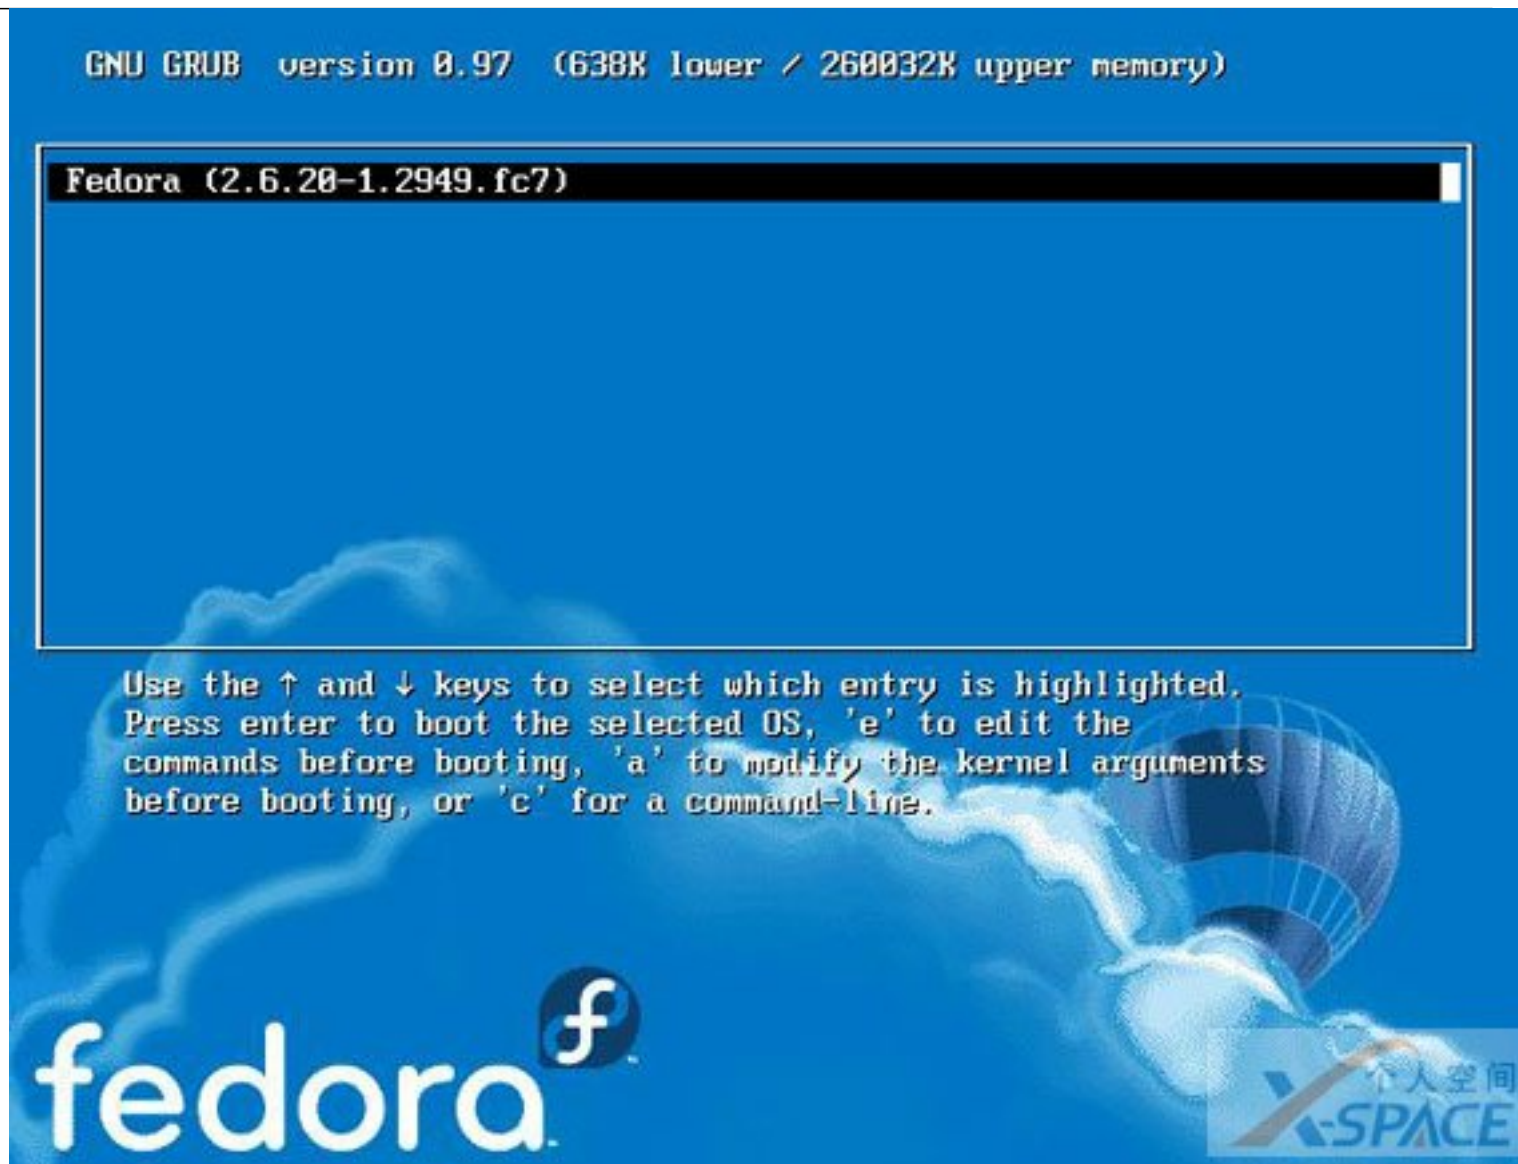 GNU GRUB version 0.97 (638K lower / 260032K upper memory)
Fedora (2.6.20-1.2949.fc7)
Use the ↑ and ↓ keys to select which entry is highlighted.
Press enter to boot the selected OS, 'e' to edit the
commands before booting, 'a' to modify the kernel arguments
before booting, or 'c' for a command-line.
fedora
个人空间
X-SPACE